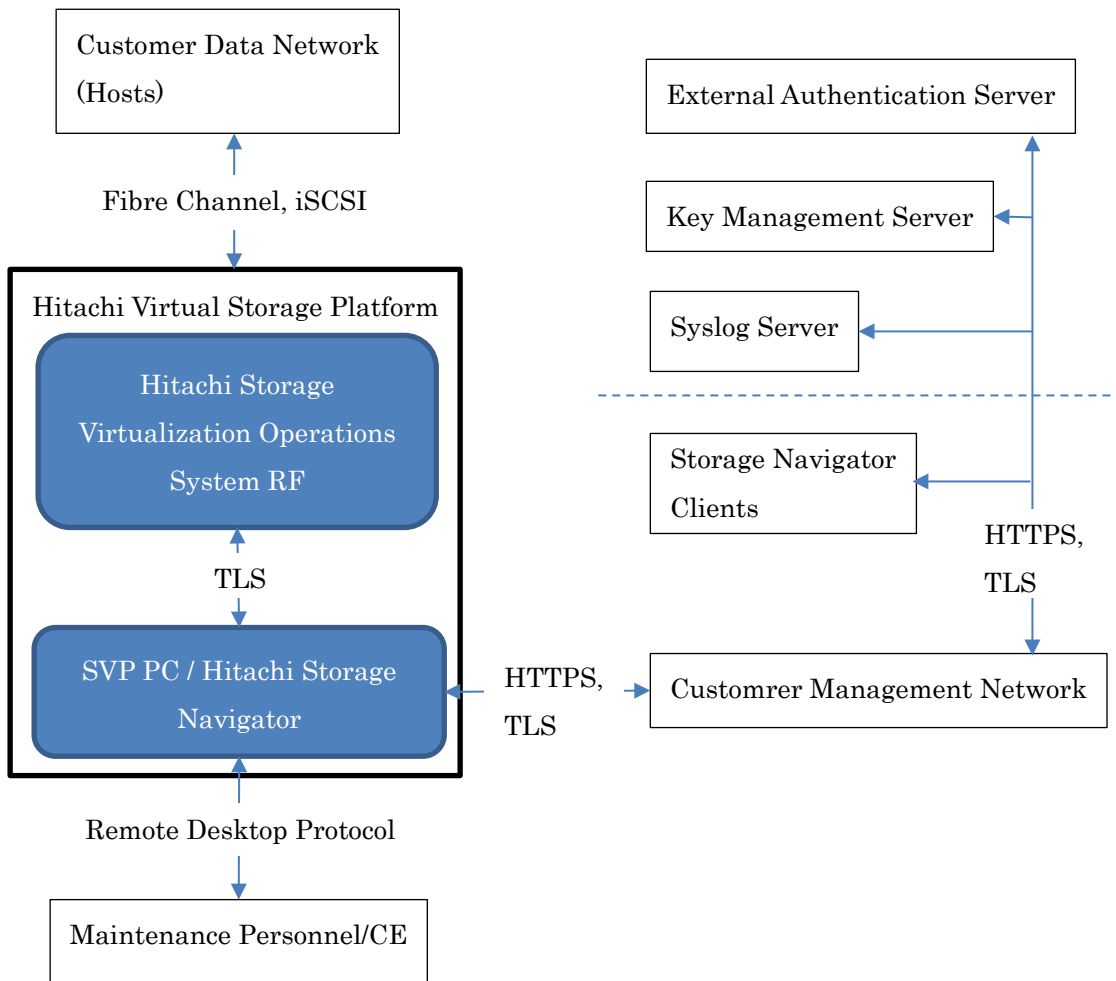 Customer Data Network
(Hosts)
External Authentication Server
Fibre Channel, iSCSI
Key Management Server
Hitachi Virtual Storage Platform
Syslog Server
Hitachi Storage
Virtualization Operations
System RF
Storage Navigator
Clients
HTTPS,
TLS
TLS
SVP PC / Hitachi Storage
Navigator
HTTPS,
TLS
Customrer Management Network
Remote Desktop Protocol
Maintenance Personnel/CE